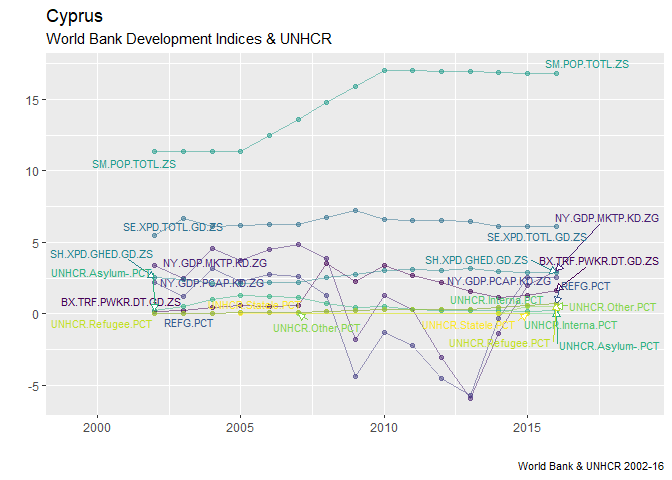 Cyprus
World Bank Development Indices & UNHCR
SM.POP.TOTL.ZS
15
SM.POP.TOTL.ZS
10
NY.GDP.MKTP.KD.ZG
SE.XPD.TOTL.GD.ZS
SE.XPD.TOTL.GD.ZS
5
SH.XPD.GHED.GD.ZS
SH.XPD.GHED.GD.ZS
BX.TRF.PWKR.DT.GD.ZS
NY.GDP.MKTP.KD.ZG
UNHCR.Asylum-.PCT
NY.GDP.PCAP.KD.ZG
NY.GDP.PCAP.KD.ZG
REFG.PCT
BX.TRF.PWKR.DT.GD.ZS
UNHCR.Interna.PCT
UNHCR.Other.PCT
0
UNHCR.Refugee.PCT
REFG.PCT
UNHCR.Other.PCT
UNHCR.Statele.PCT
UNHCR.Interna.PCT
UNHCR.Refugee.PCT
UNHCR.Asylum-.PCT
-5
2000
2005
2010
2015
World Bank & UNHCR 2002-16